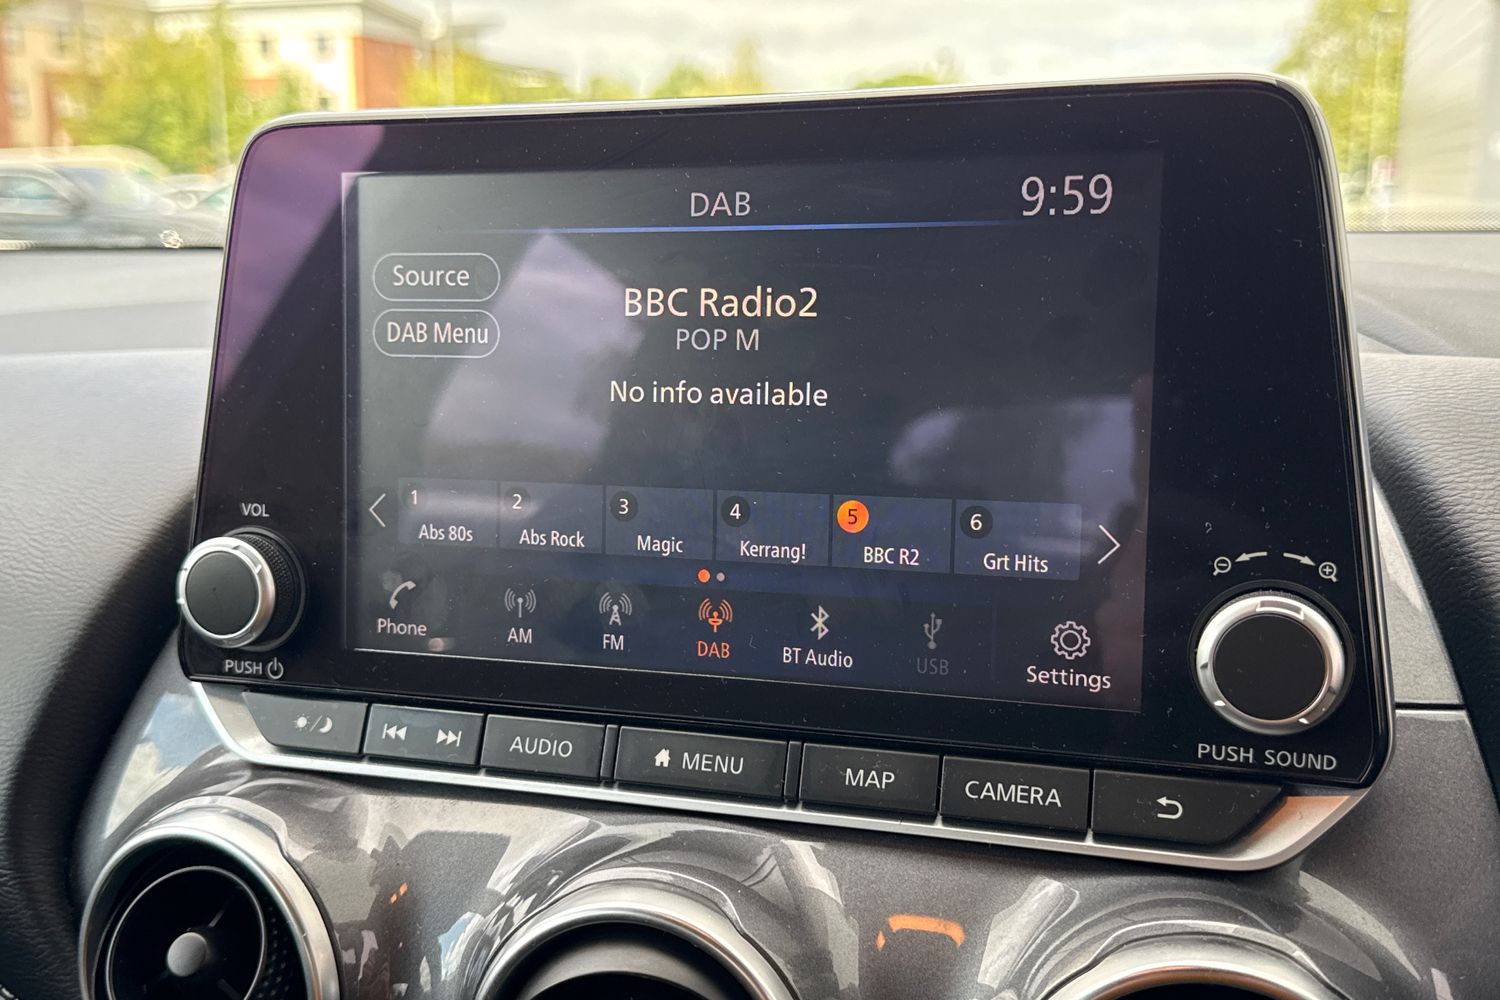 DAB
9:59
Source
BBC Radio2
DAB Menu
POP M
No info available
1
2
3
4
5
6
Abs 80s
Abs Rock
Magic
Kerrang!
BBC R2
Grt Hits
Phone
AM
FM
DAB
BT Audio
USB
Settings
VOL
PUSH
PUSH SOUND
AUDIO
MENU
MAP
CAMERA